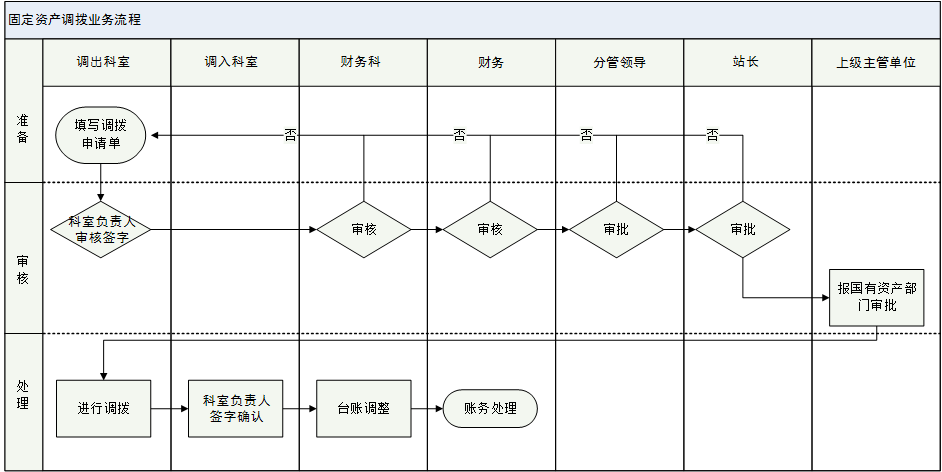 固定资产调拨业务流程
调出科室
调入科室
财务科
财务
分管领导
站长
上级主管单位
准
备
填写调拨
申请单
否
否
否
否
审
核
科室负责人
审核签字
审核
审核
审批
审批
报国有资产部
门审批
处
理
进行调拨
科室负责人
签字确认
台账调整
账务处理